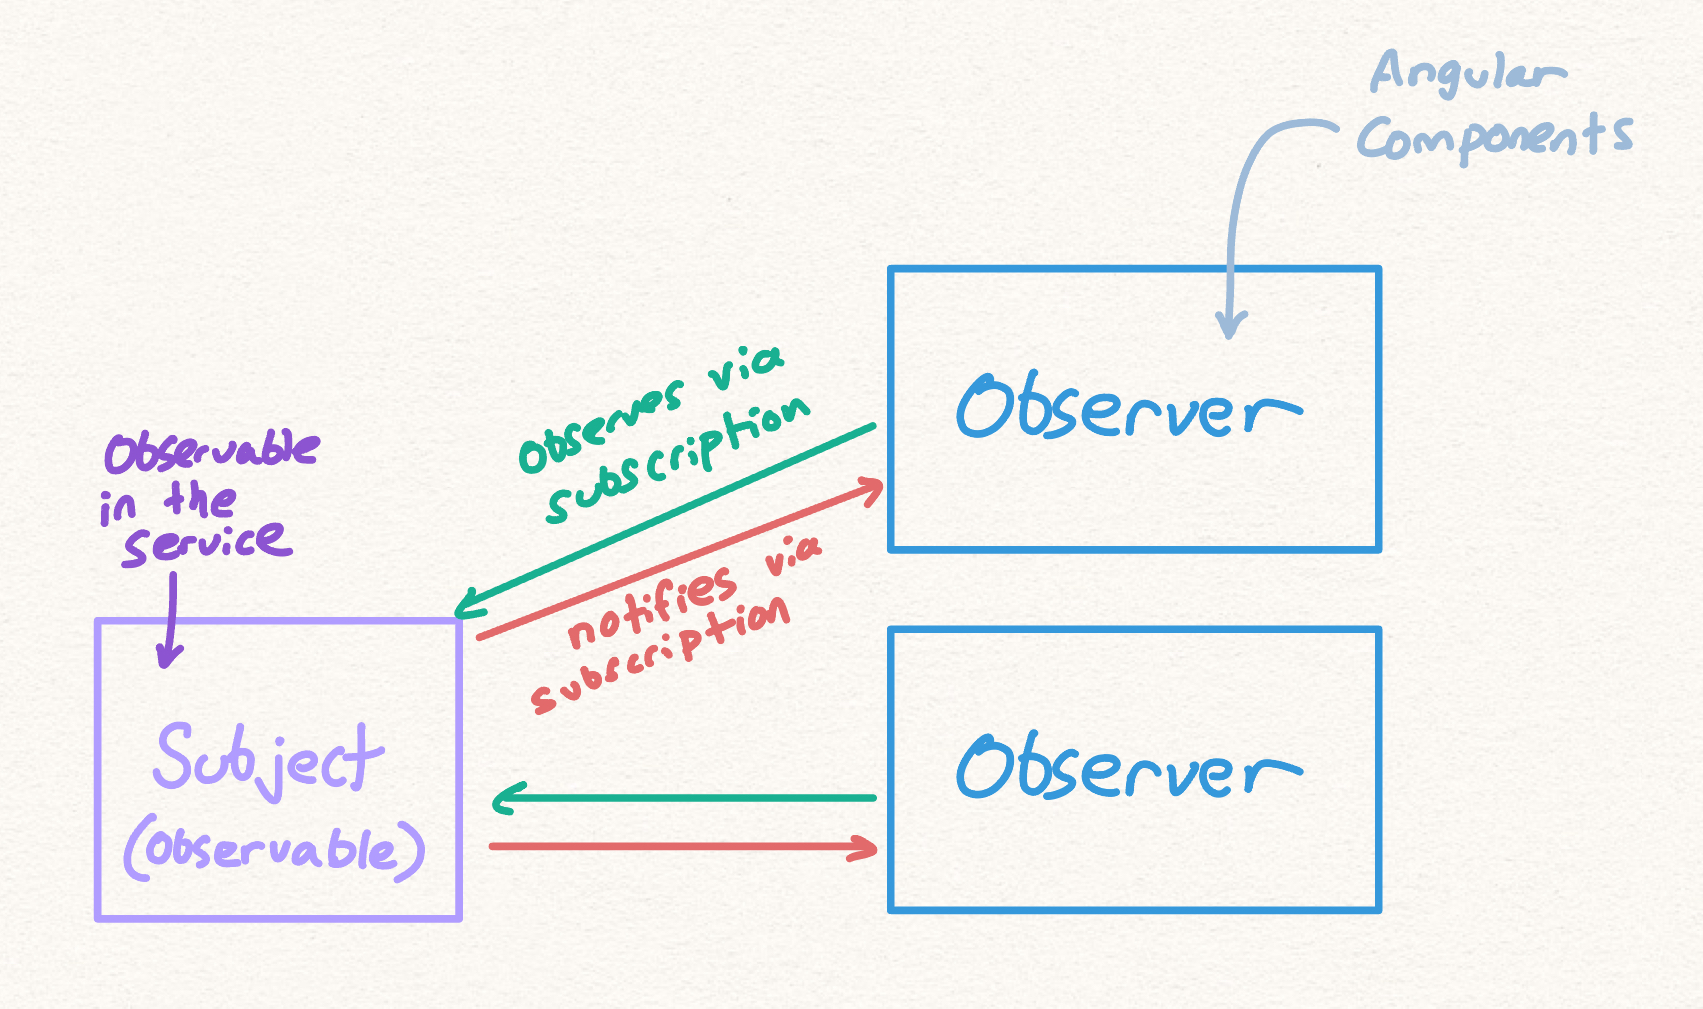 Angular
Components
Observer
Observes via
subscription
notifies via
subscription
Observable
in the
service
Subject
(Observable)
Observer